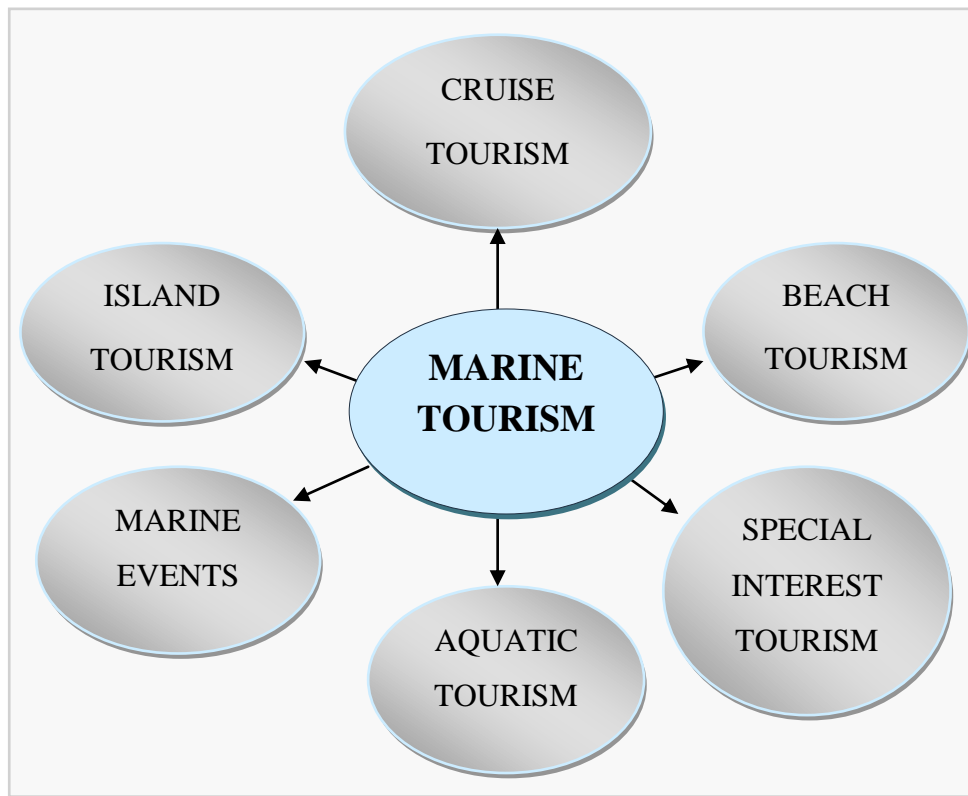 CRUISE
TOURISM
ISLAND
TOURISM
BEACH
TOURISM
MARINE
TOURISM
MARINE
EVENTS
SPECIAL
INTEREST
TOURISM
AQUATIC
TOURISM